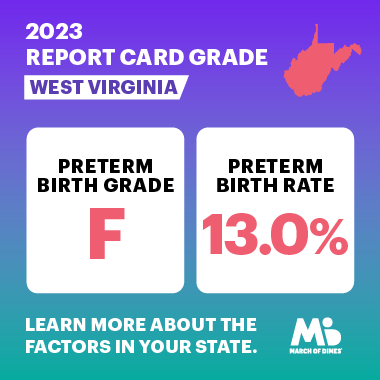 2023
REPORT CARD GRADE
WEST VIRGINIA
PRETERM
BIRTH GRADE
F
PRETERM
BIRTH RATE
13.0%
LEARN MORE ABOUT THE
FACTORS IN YOUR STATE.
MARCH OF DIMES